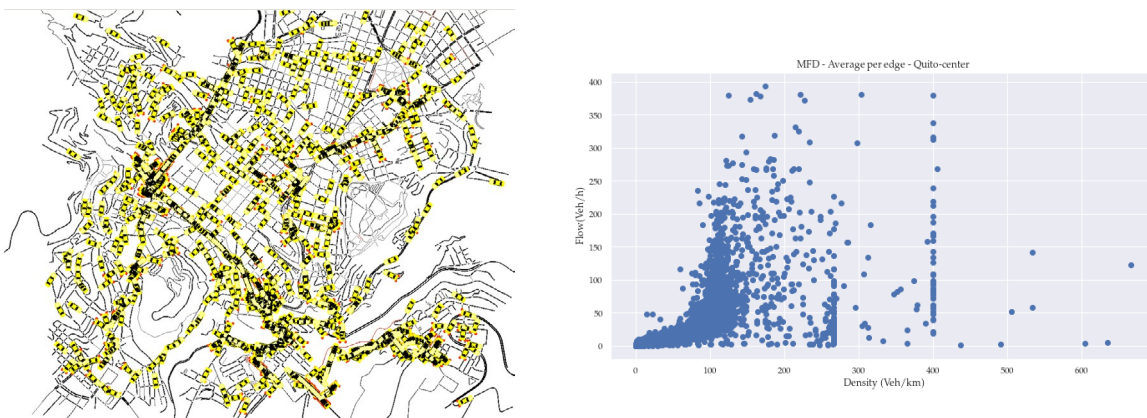 MFD - Average per edge - Quito-center
400
350
300
250
200
150
100
50
0
Flow(Veh/h)
0 100 200 300 400 500 600
Density (Veh/km)